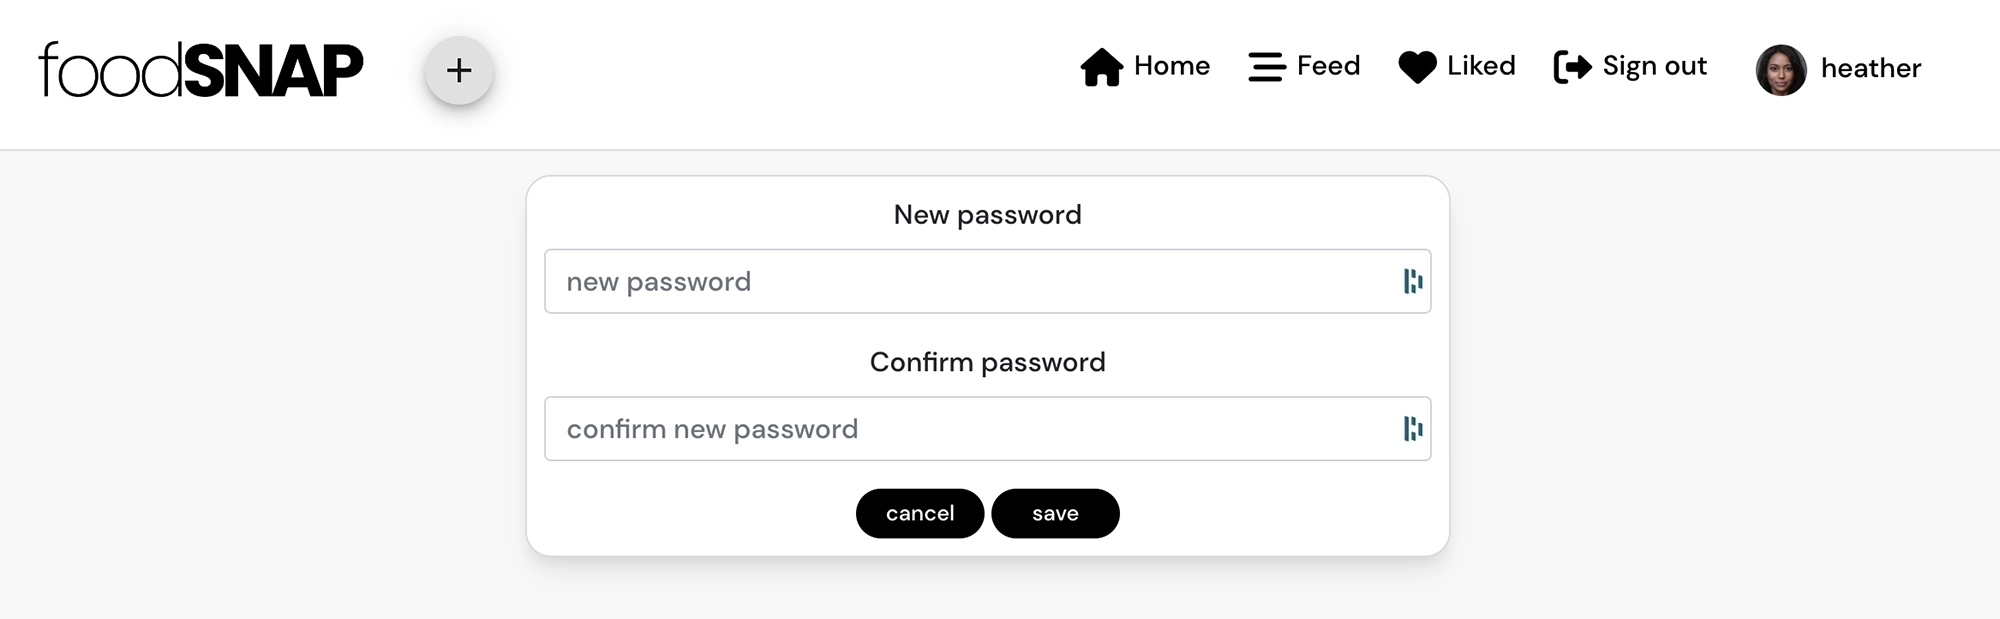 foodSNAP
+
Home
Feed
Liked
Sign out
heather
New password
new password
Confirm password
confirm new password
cancel
save